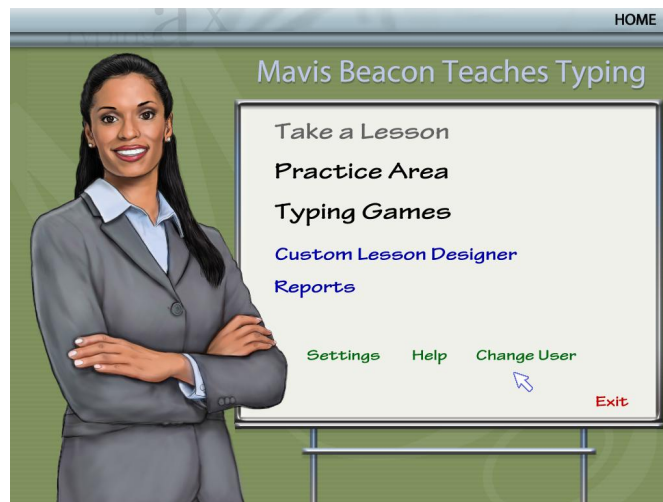 HOME
Mavis Beacon Teaches Typing
Take a Lesson
Practice Area
Typing Games
Custom Lesson Designer
Reports
Settings Help Change User
Exit